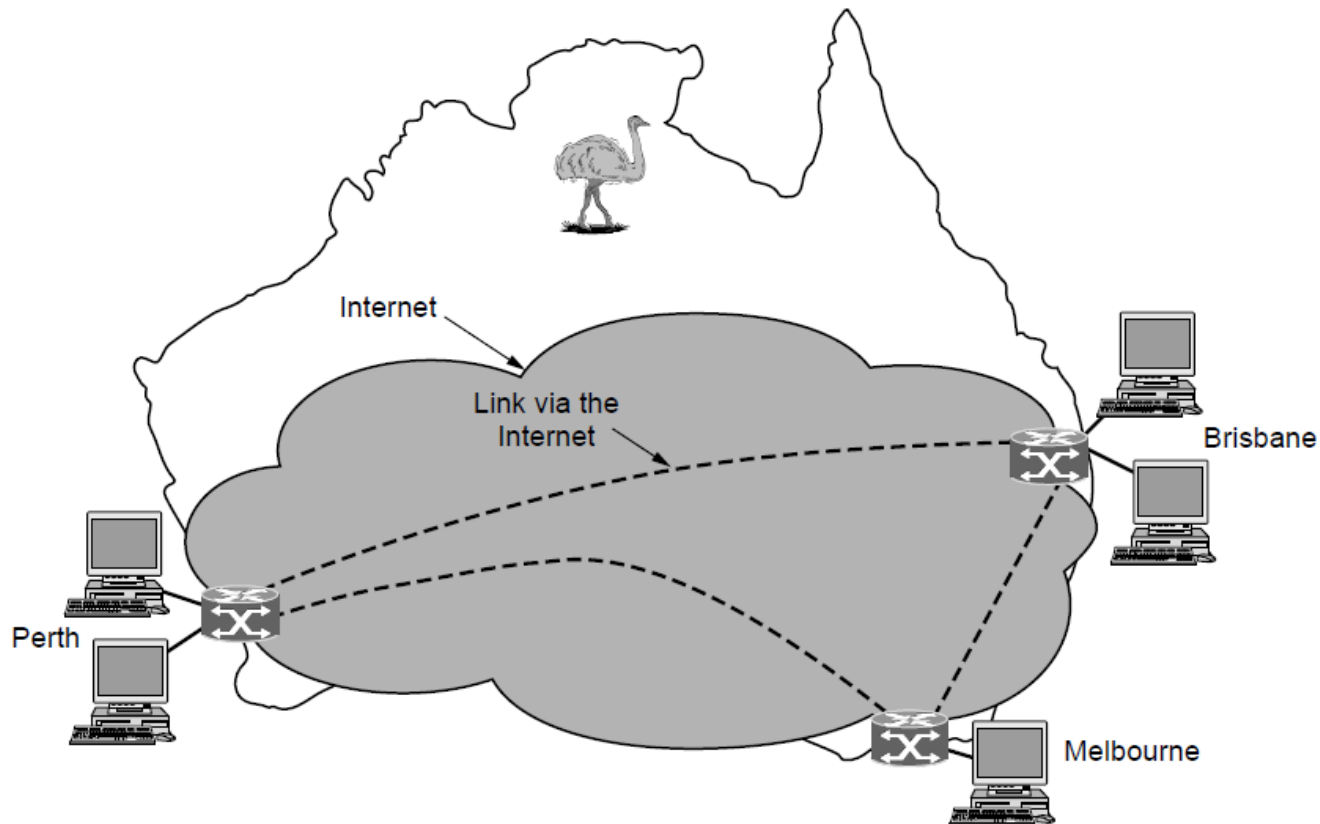 Internet
Link via the
Internet
Brisbane
Perth
Melbourne